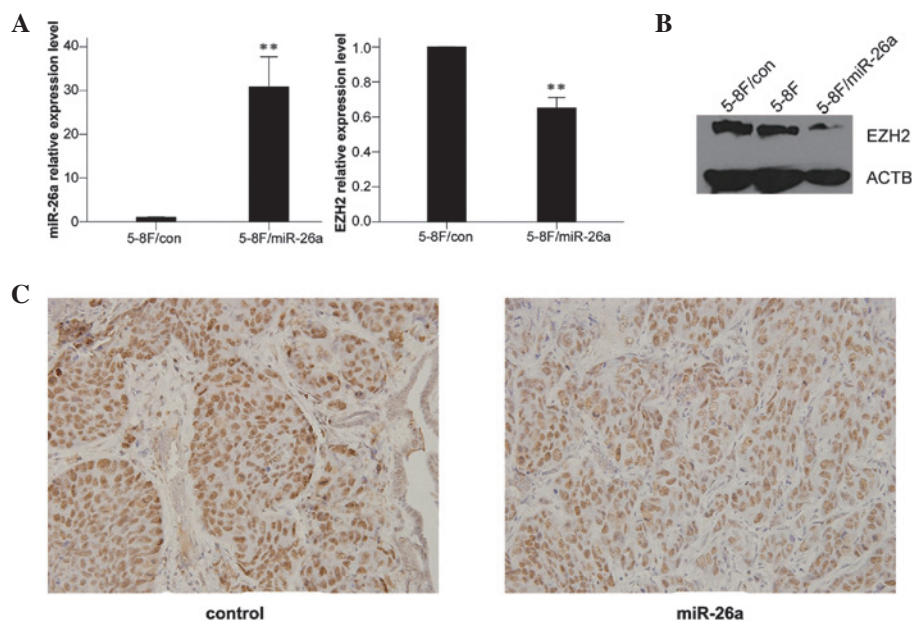 A
miR-26a relative expression level
40
30
20
10
0
**
5-8F/con
5-8F/miR-26a
EZH2 relative expression level
1.0
0.8
0.6
0.4
0.2
0.0
**
5-8F/con
5-8F/miR-26a
B
5-8F/con
5-8F
5-8F/miR-26a
EZH2
ACTB
C
control
miR-26a